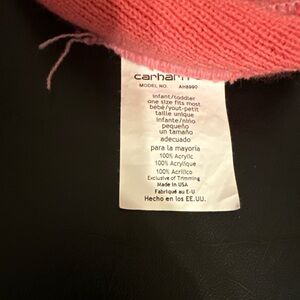 carhartt
MODEL NO. AH8990
infant/toddler
one size fits most
bébé/yout-petit
taille unique
infante/niño
pequeño
un tamaño
adecuado
para la mayoría
100% Acrylic
100% Acrylique
100% Acrílico
Exclusive of Trimming
Made in USA
Fabriqué au E-U
Hecho en los EE.UU.